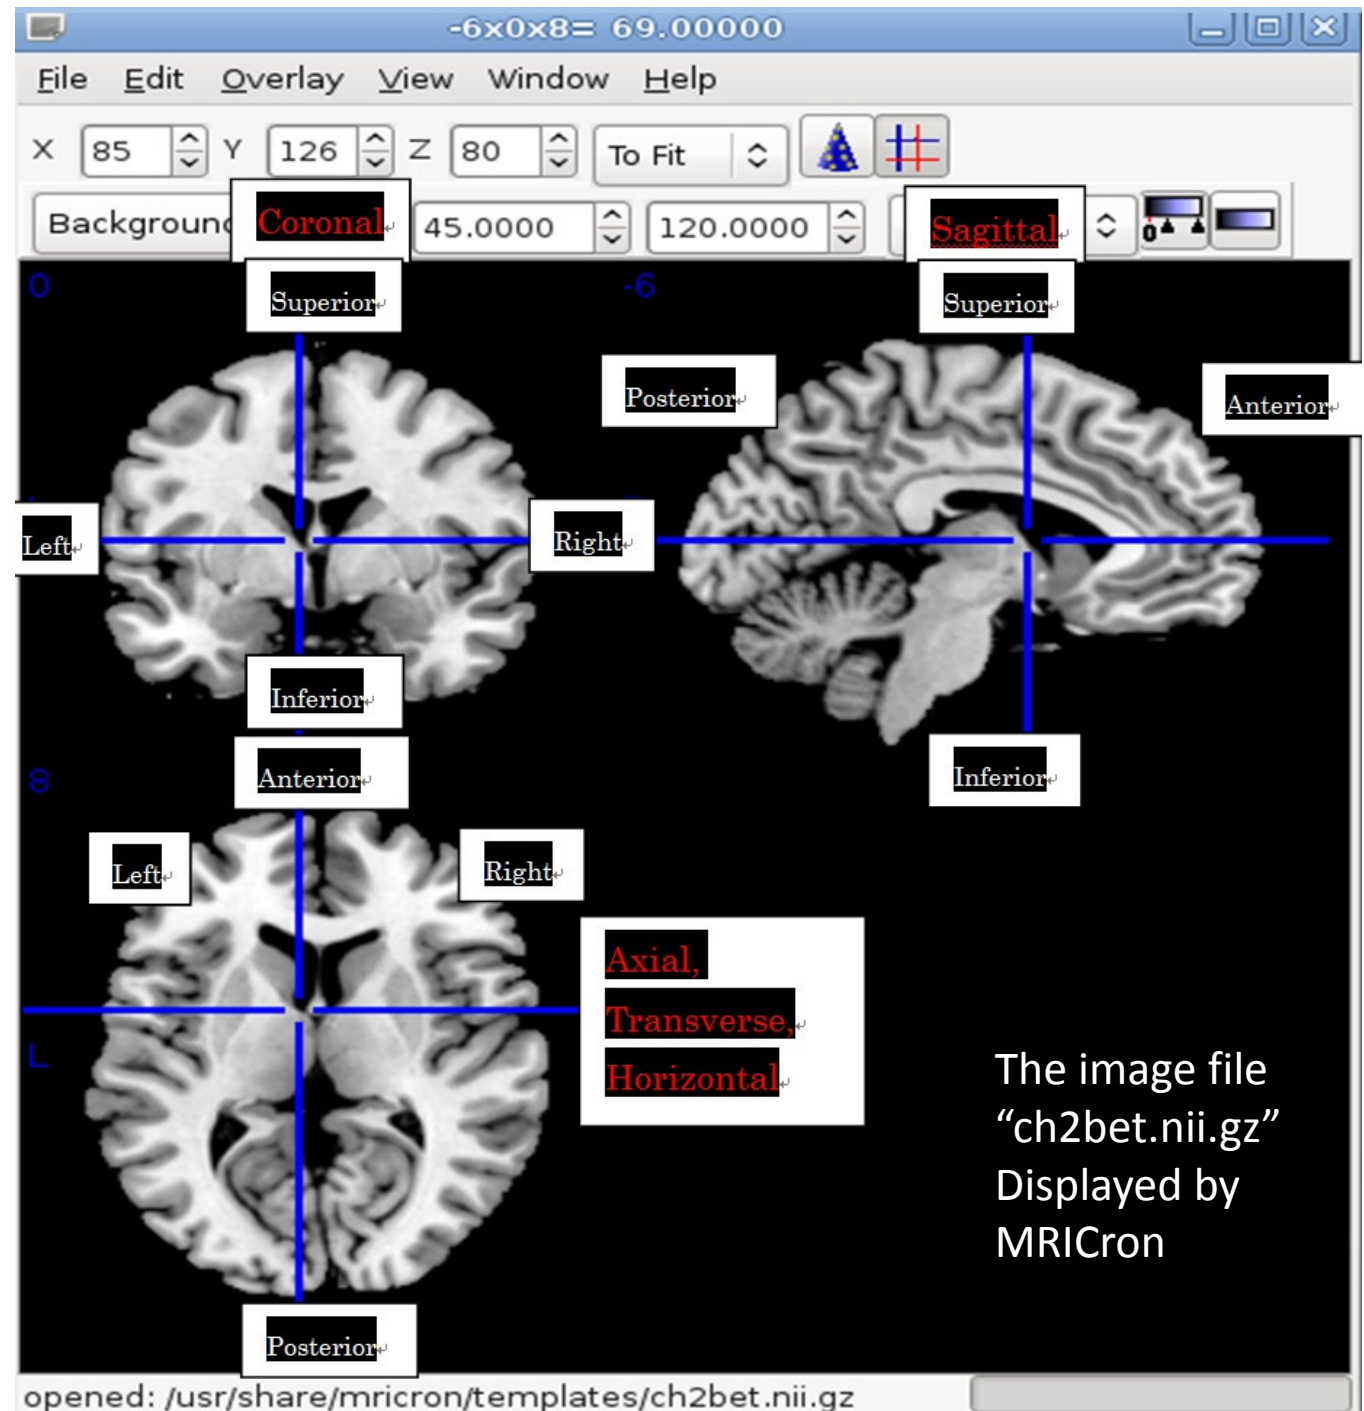 -6x0x8= 69.00000
File Edit Overlay View Window Help
X 85 Y 126 Z 80 To Fit
Background 45.0000 120.0000 0
Coronal
Sagittal
0
-6
Superior
Superior
Posterior
Anterior
Left
Right
Inferior
Inferior
Anterior
8
Left
Right
Axial,
Transverse,
Horizontal
L
The image file
“ch2bet.nii.gz”
Displayed by
MRICron
Posterior
opened: /usr/share/mricron/templates/ch2bet.nii.gz